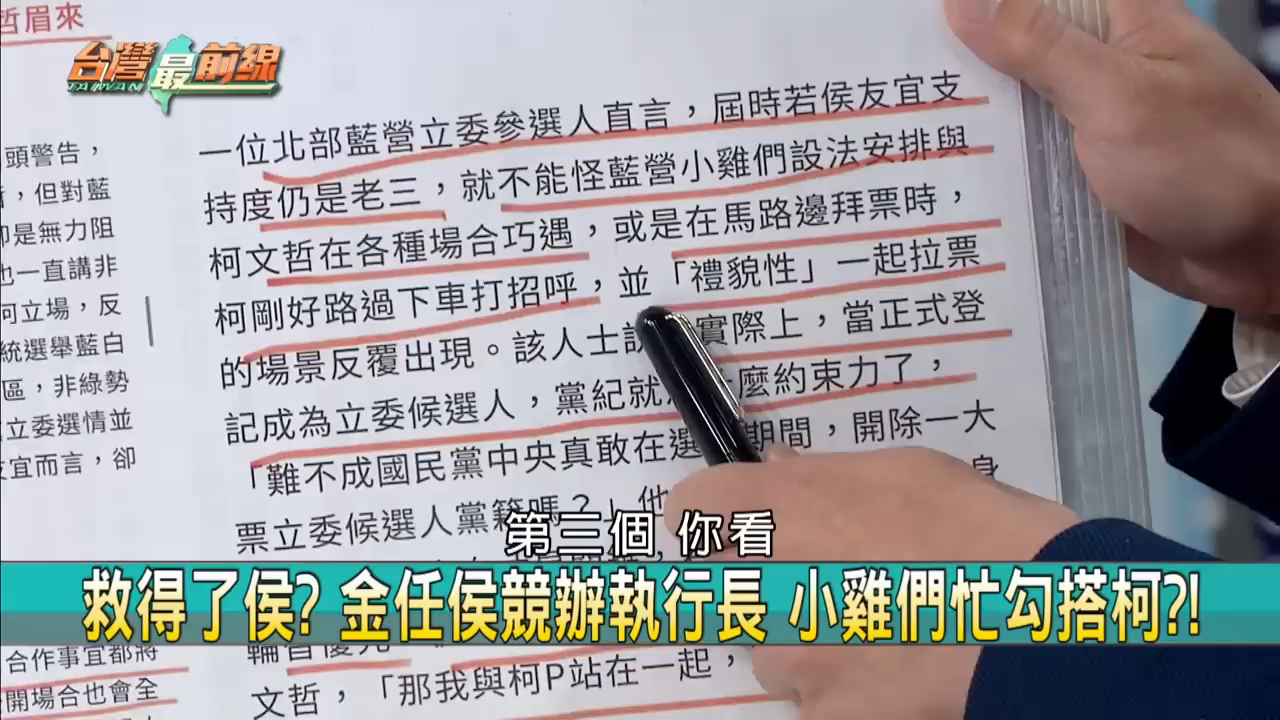 哲眉來
台灣最前線
TAIWAN
一位北部藍營立委參選人直言，屆時若侯友宜支
持度仍是老三，就不能怪藍營小雞們設法安排與
柯文哲在各種場合巧遇，或是在馬路邊拜票時，
柯剛好路過下車打招呼，並「禮貌性」一起拉票
的場景反覆出現。該人士 實際上，當正式登
記成為立委候選人，黨紀就 麼約束力了，
「難不成國民黨中央真敢在選 期間，開除一大
票立委候選人黨籍嗎？」他 身
文哲，「那我與柯P站在一起，
頭警告，
，但對藍
是無力阻
也一直講非
柯立場，反
統選舉藍白
區，非綠勢
立委選情並
友宜而言，卻
合作事宜都將
開場合也會全
第三個 你看
救得了侯? 金任侯競辦執行長 小雞們忙勾搭柯?!